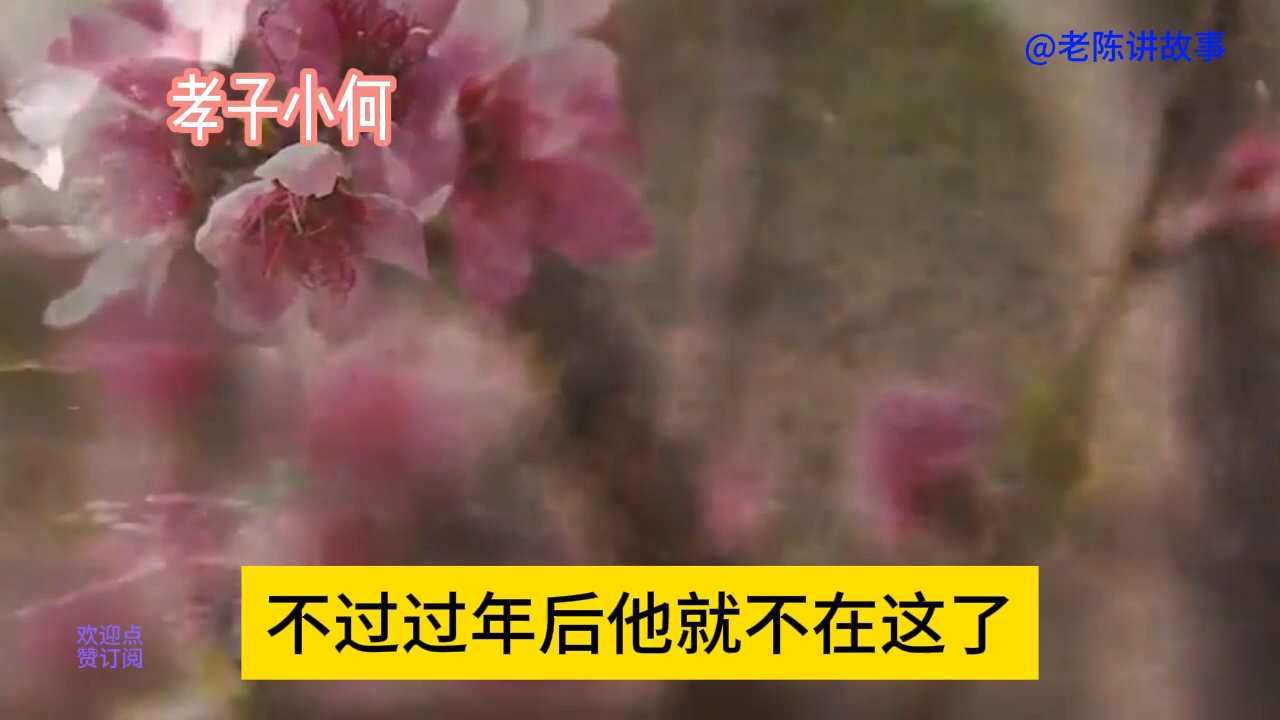 @老陈讲故事
孝子小何
不过过年后他就不在这了
欢迎点
赞订阅